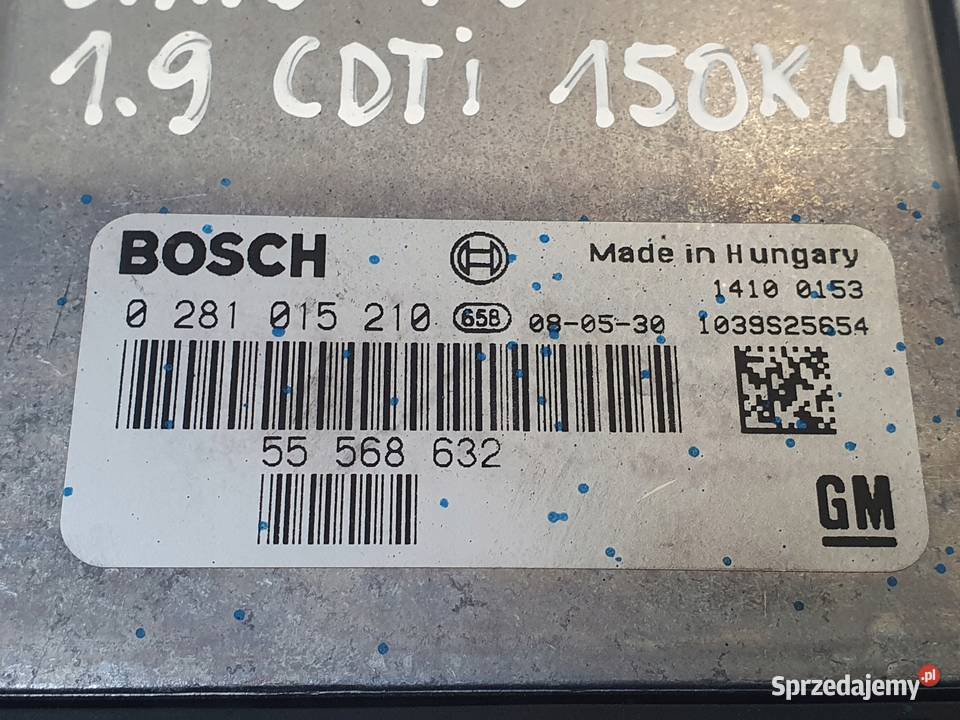 1.9 CDTi 150KM
BOSCH Made in Hungary
1410 0153
0 281 015 210 65B 08-05-30 1039S25654
55 568 632
GM
Sprzedajemy.pl